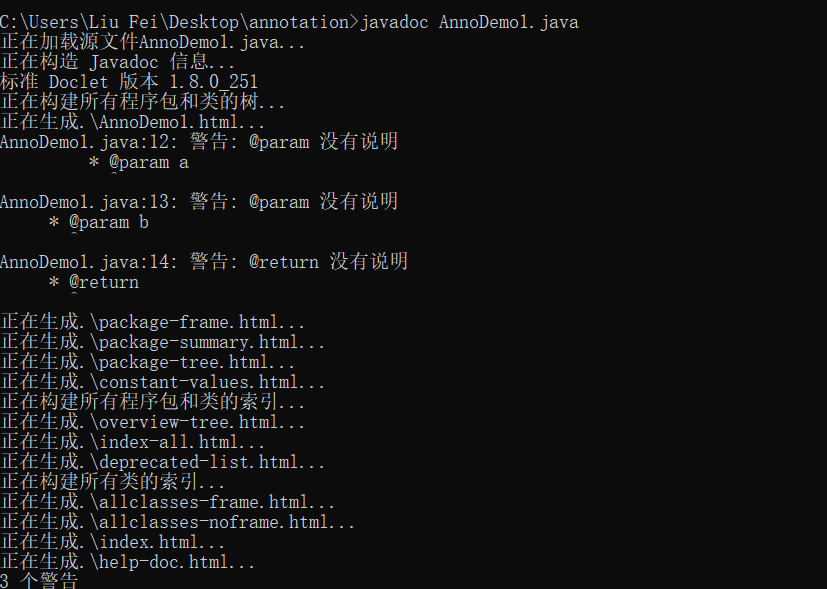 C:\Users\Liu Fei\Desktop\annotation>javadoc AnnoDemo1.java
正在加载源文件AnnoDemo1.java...
正在构造 Javadoc 信息...
标准 Doclet 版本 1.8.0_251
正在构建所有程序包和类的树...
正在生成.\AnnoDemo1.html...
AnnoDemo1.java:12: 警告: @param 没有说明
* @param a
^
AnnoDemo1.java:13: 警告: @param 没有说明
* @param b
^
AnnoDemo1.java:14: 警告: @return 没有说明
* @return
^
正在生成.\package-frame.html...
正在生成.\package-summary.html...
正在生成.\package-tree.html...
正在生成.\constant-values.html...
正在构建所有程序包和类的索引...
正在生成.\overview-tree.html...
正在生成.\index-all.html...
正在生成.\deprecated-list.html...
正在构建所有类的索引...
正在生成.\allclasses-frame.html...
正在生成.\allclasses-noframe.html...
正在生成.\index.html...
正在生成.\help-doc.html...
3 个警告